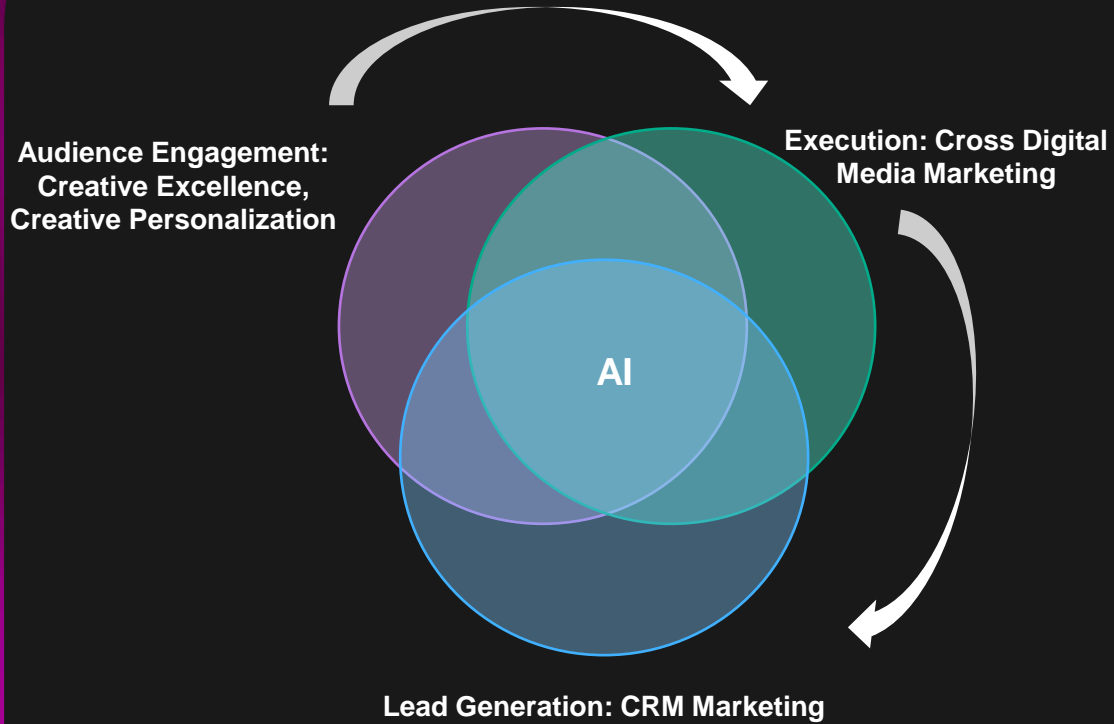 Audience Engagement:
Creative Excellence,
Creative Personalization
Execution: Cross Digital
Media Marketing
AI
Lead Generation: CRM Marketing